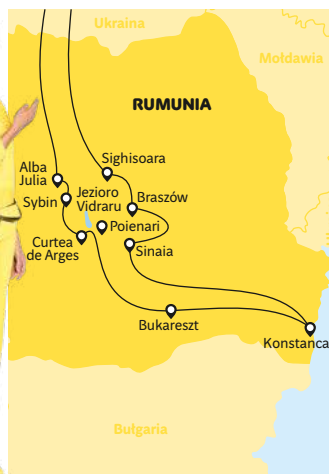 Ukraina
Mołdawia
RUMUNIA
Sighisoara
Alba
Julia
Jezioro
Vidraru
Braszów
Sybin
Poienari
Curtea
de Arges
Sinaia
Bukareszt
Konstanca
Bułgaria